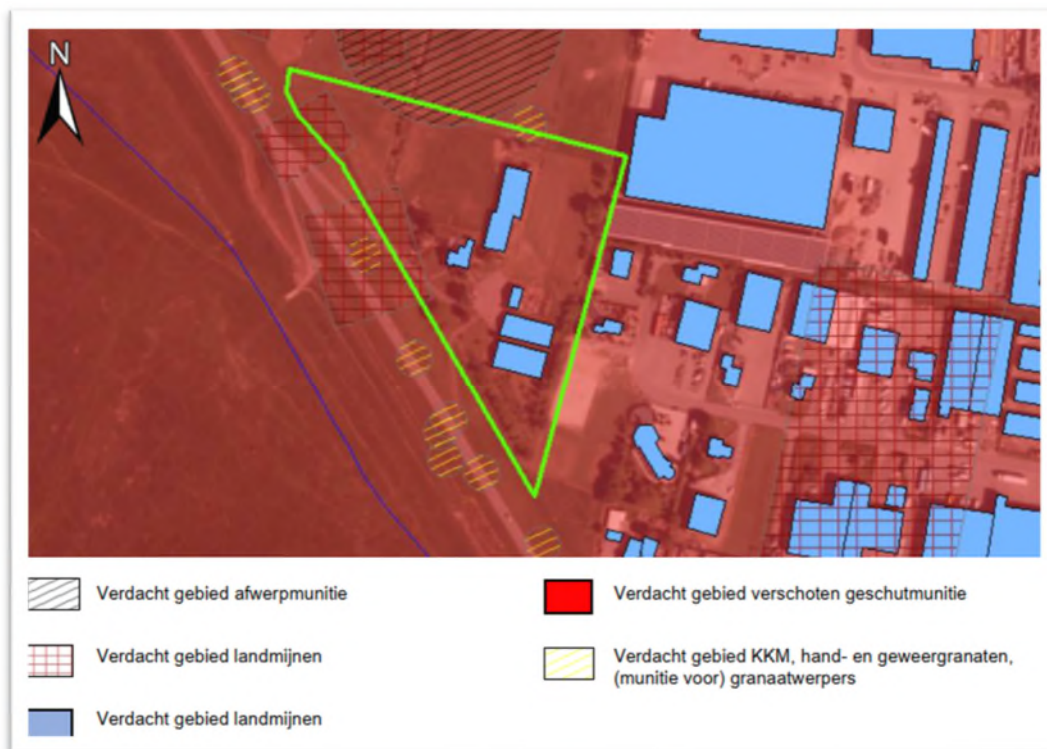 N
Verdacht gebied afwerpmunitie
Verdacht gebied landmijnen
Verdacht gebied landmijnen
Verdacht gebied verschoten geschutmunitie
Verdacht gebied KKM, hand- en geweergranaten,
(munitie voor) granaatwerpers